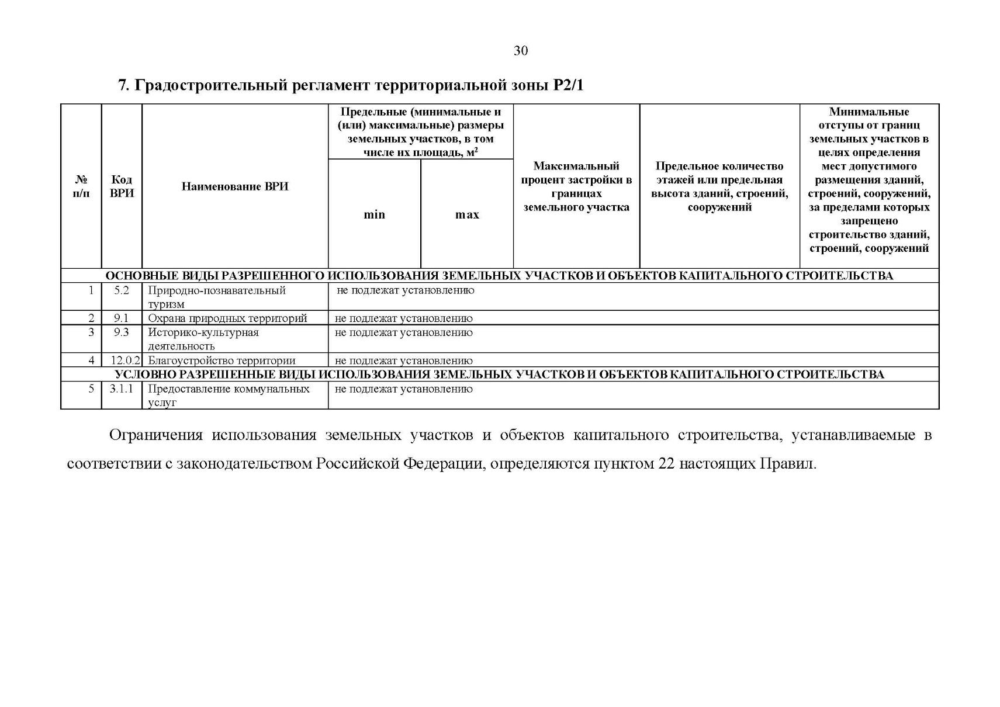 30
7. Градостроительный регламент территориальной зоны Р2/1
№
п/п
Код
ВРИ
Наименование ВРИ
Предельные (минимальные и
(или) максимальные) размеры
земельных участков, в том
числе их площадь, м²
min
max
Максимальный
процент застройки в
границах
земельного участка
Предельное количество
этажей или предельная
высота зданий, строений,
сооружений
Минимальные
отступы от границ
земельных участков в
целях определения
мест допустимого
размещения зданий,
строений, сооружений,
за пределами которых
запрещено
строительство зданий,
строений, сооружений
ОСНОВНЫЕ ВИДЫ РАЗРЕШЕННОГО ИСПОЛЬЗОВАНИЯ ЗЕМЕЛЬНЫХ УЧАСТКОВ И ОБЪЕКТОВ КАПИТАЛЬНОГО СТРОИТЕЛЬСТВА
1 5.2 Природно-познавательный не подлежат установлению
туризм
2 9.1 Охрана природных территорий не подлежат установлению
3 9.3 Историко-культурная не подлежат установлению
деятельность
4 12.0.2 Благоустройство территории не подлежат установлению
УСЛОВНО РАЗРЕШЕННЫЕ ВИДЫ ИСПОЛЬЗОВАНИЯ ЗЕМЕЛЬНЫХ УЧАСТКОВ И ОБЪЕКТОВ КАПИТАЛЬНОГО СТРОИТЕЛЬСТВА
5 3.1.1 Предоставление коммунальных не подлежат установлению
услуг
Ограничения использования земельных участков и объектов капитального строительства, устанавливаемые в
соответствии с законодательством Российской Федерации, определяются пунктом 22 настоящих Правил.